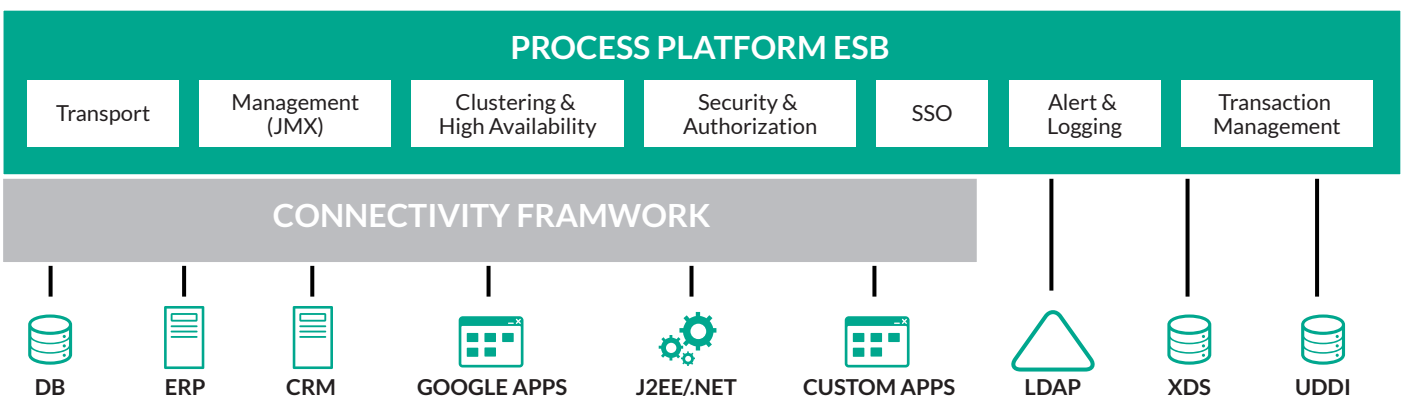 PROCESS PLATFORM ESB
Transport
Management
(JMX)
Clustering &
High Availability
Security &
Authorization
SSO
Alert &
Logging
Transaction
Management
CONNECTIVITY FRAMWORK
DB
ERP
CRM
GOOGLE APPS
J2EE/.NET
CUSTOM APPS
LDAP
XDS
UDDI